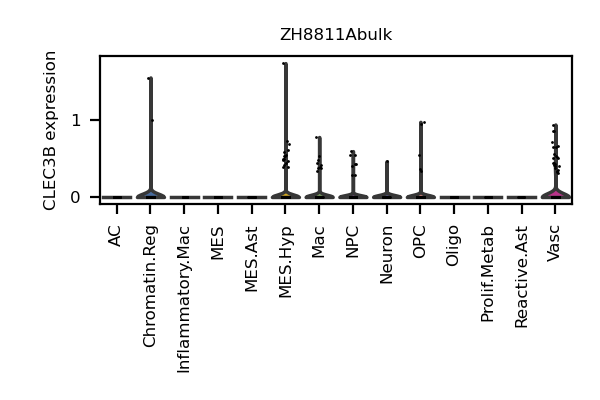 ZH8811Abulk
CLEC3B expression
1
0
AC
Chromatin.Reg
Inflammatory.Mac
MES
MES.Ast
MES.Hyp
Mac
NPC
Neuron
OPC
Oligo
Prolif.Metab
Reactive.Ast
Vasc